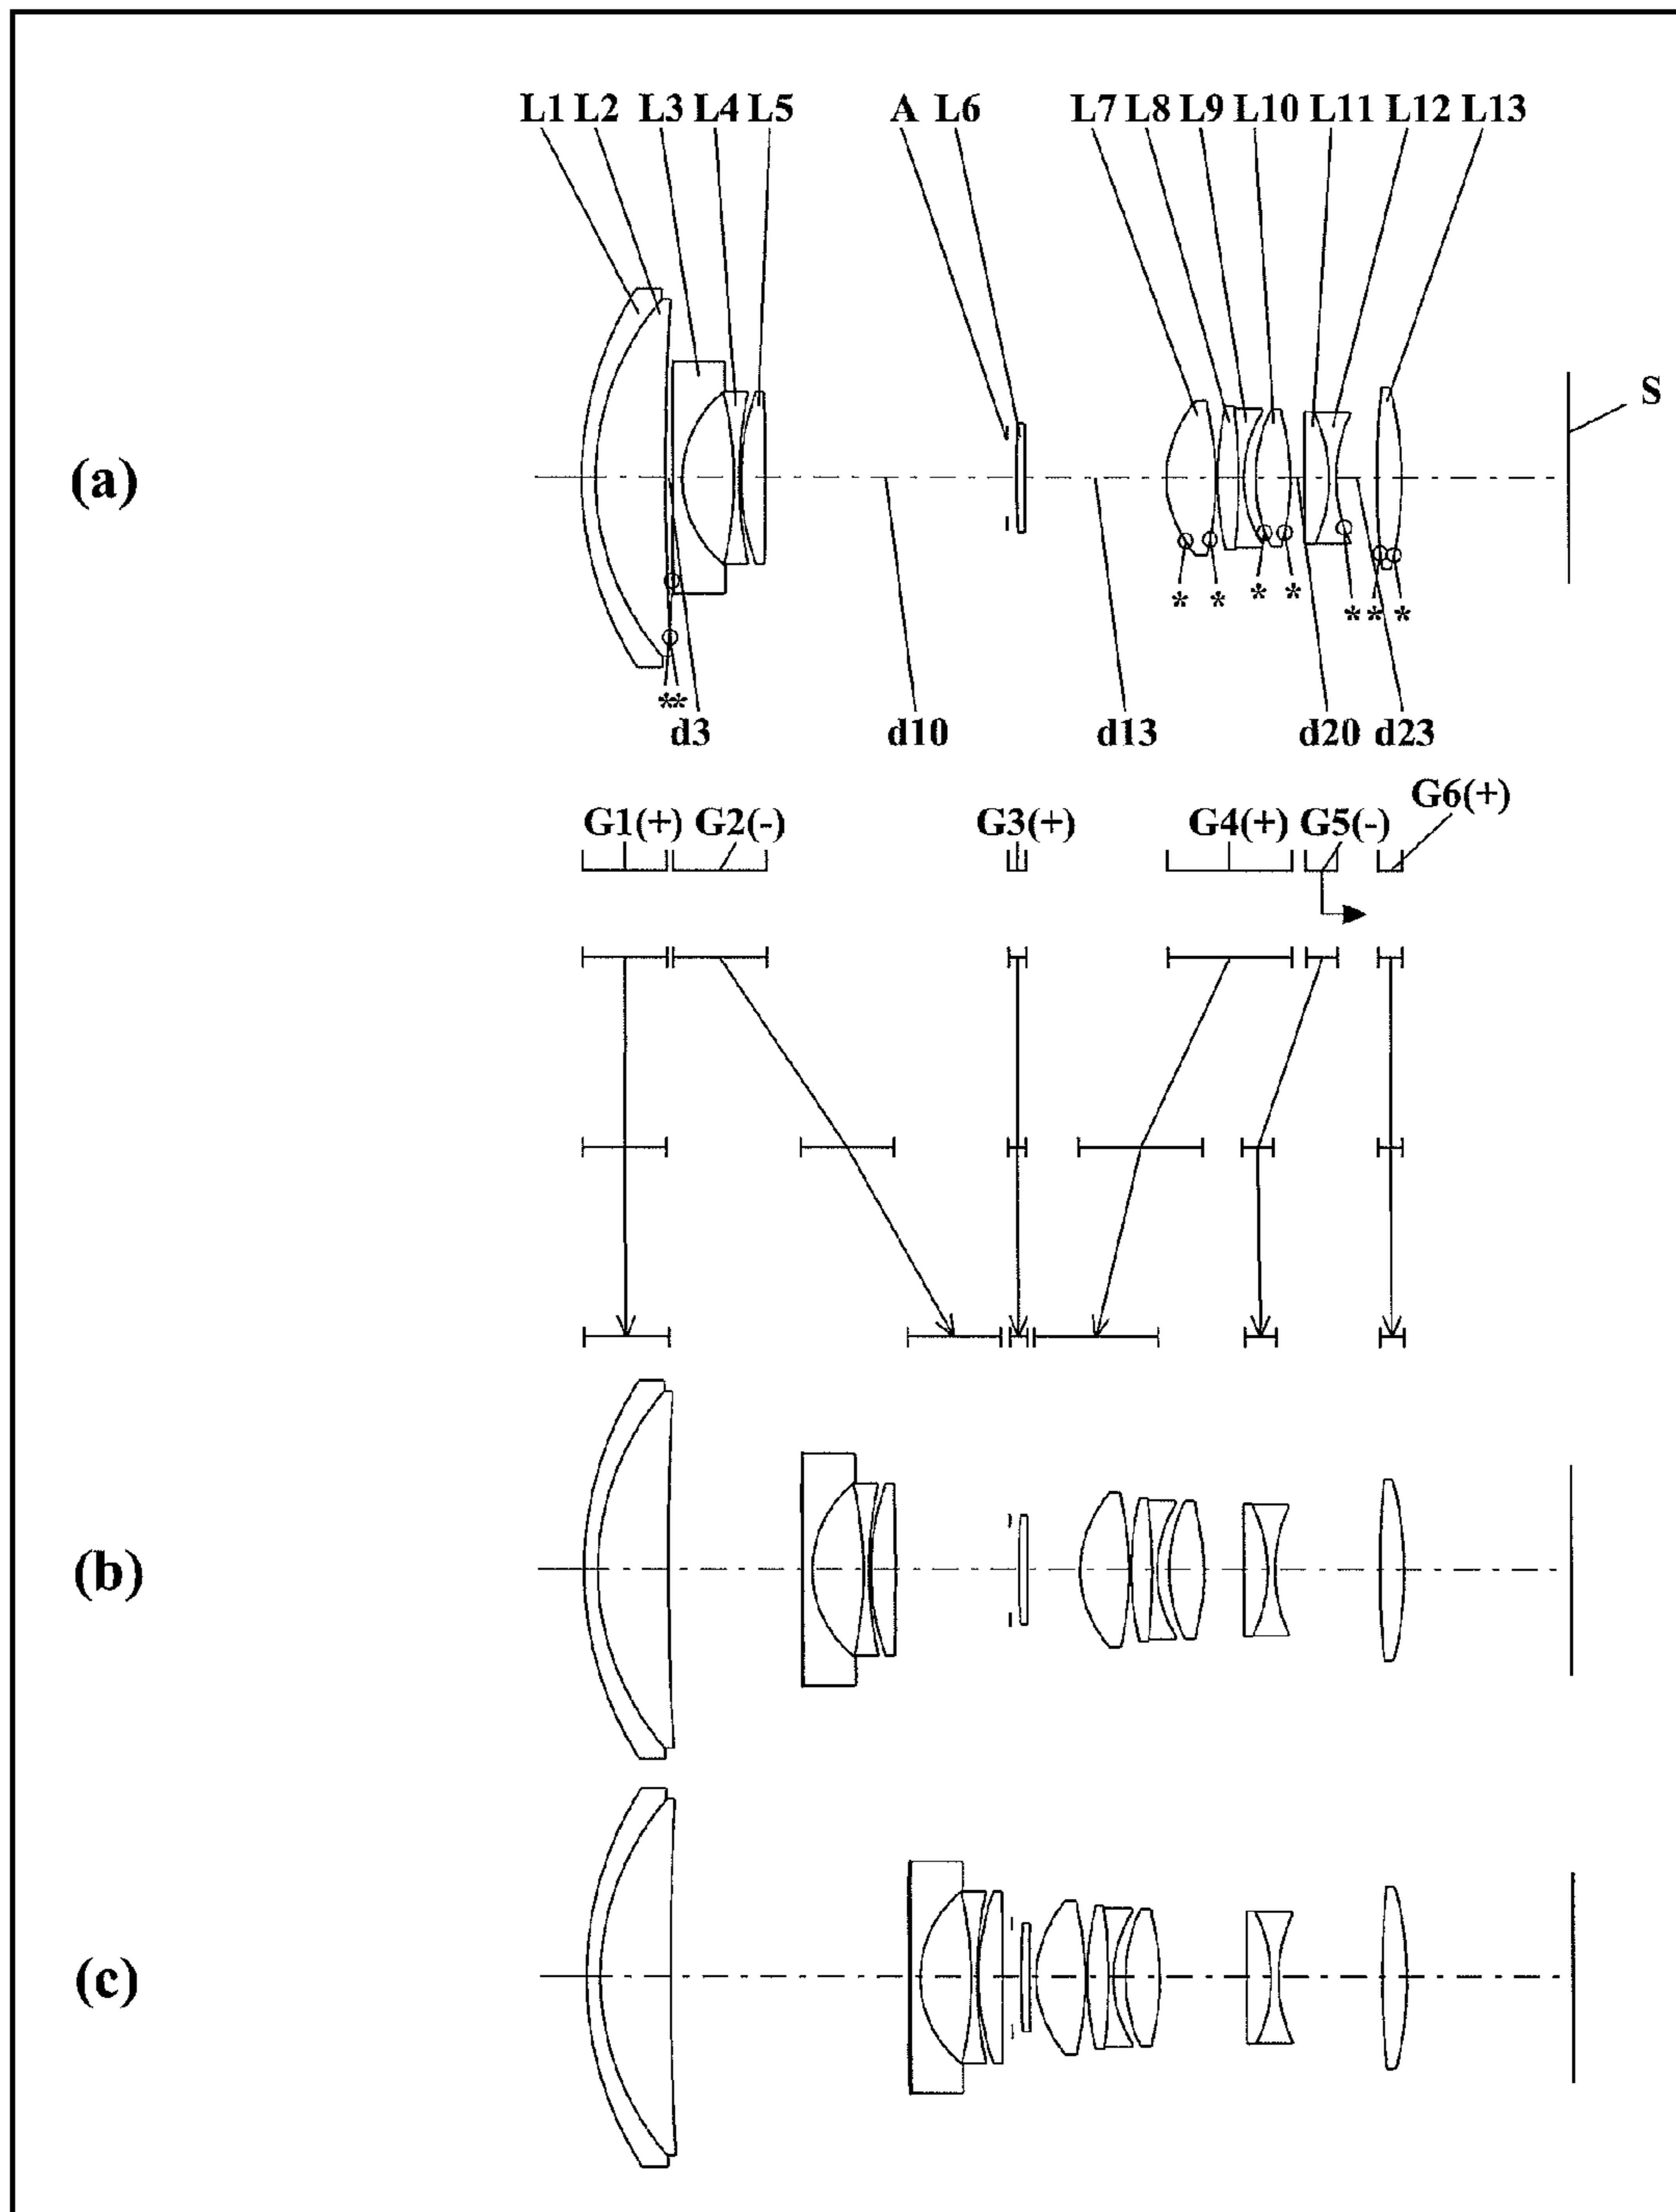 L1 L2 L3 L4 L5 A L6 L7 L8 L9 L10 L11 L12 L13
S
(a)
* * * * * * *
**
d3 d10 d13 d20 d23
G1(+) G2(-) G3(+) G4(+) G5(-) G6(+)
(b)
(c)